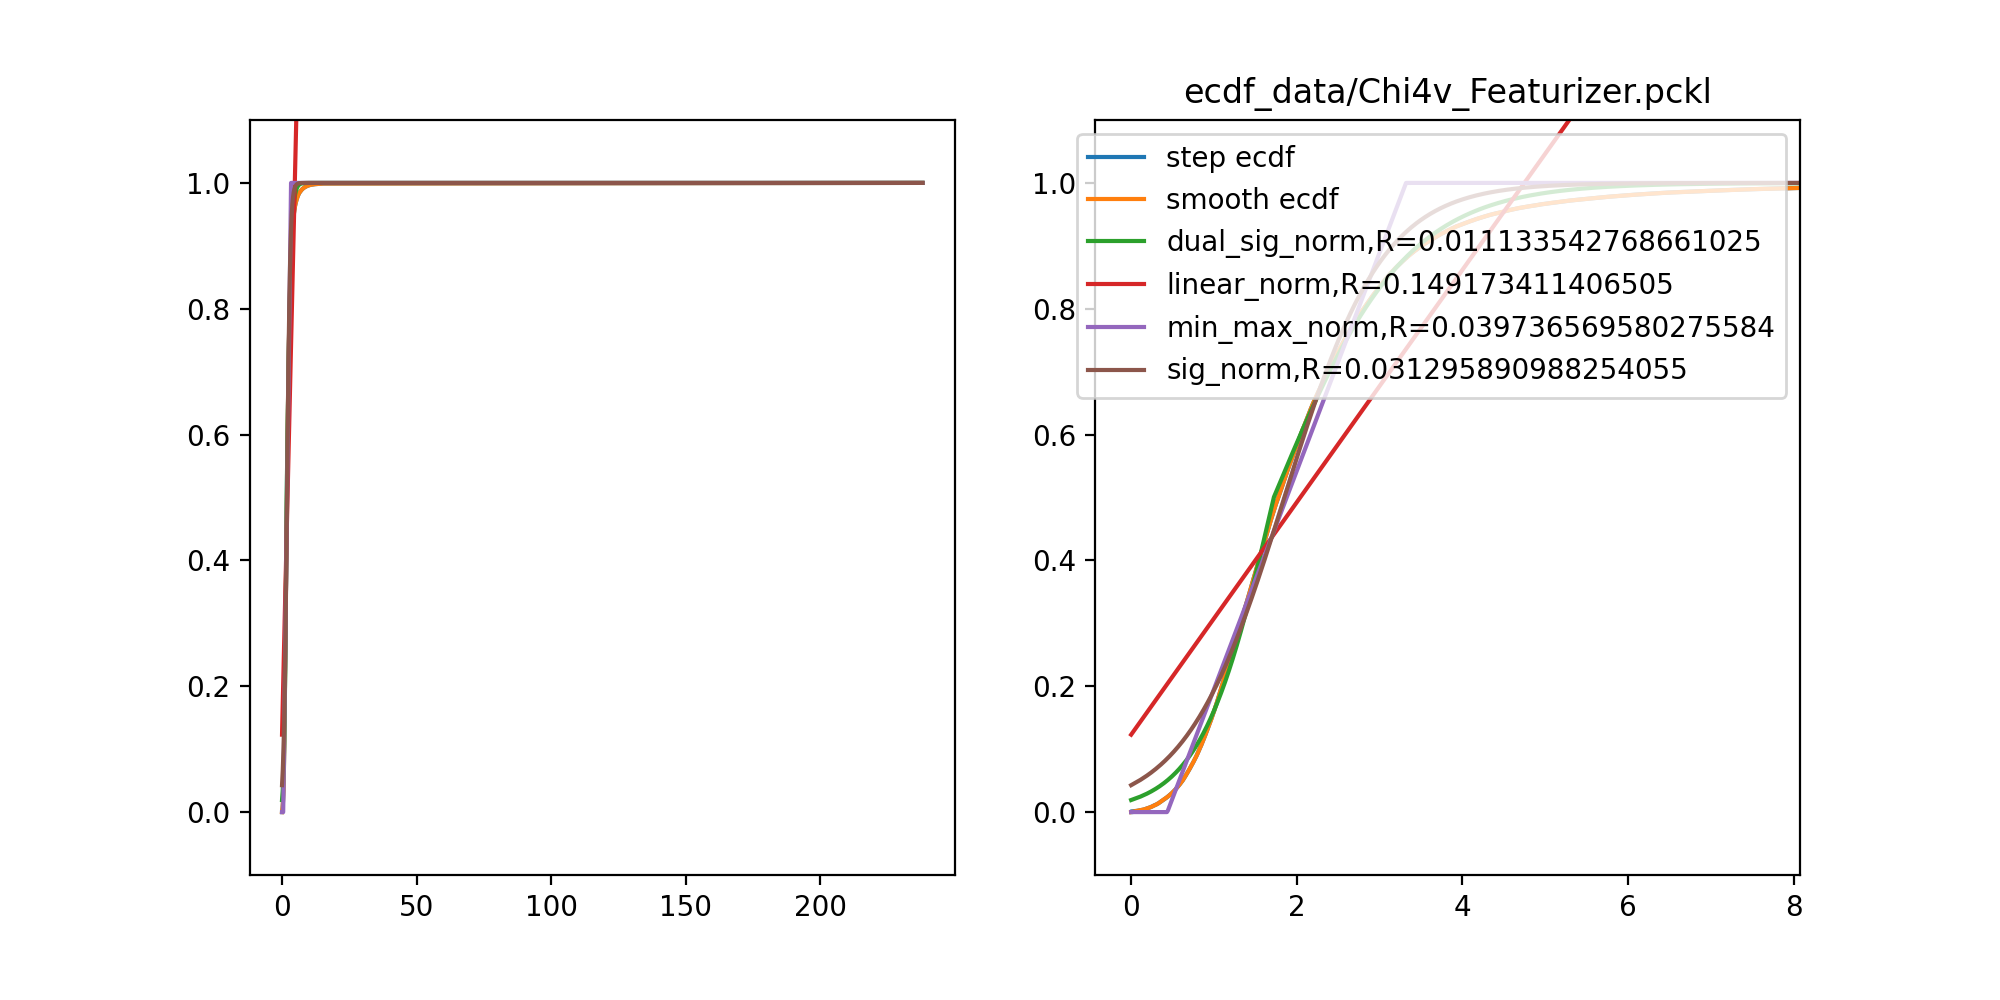 ecdf_data/Chi4v_Featurizer.pckl
1.0
0.8
0.6
0.4
0.2
0.0
0 50 100 150 200
1.0
0.8
0.6
0.4
0.2
0.0
0 2 4 6 8
step ecdf
smooth ecdf
dual_sig_norm,R=0.011133542768661025
linear_norm,R=0.149173411406505
min_max_norm,R=0.039736569580275584
sig_norm,R=0.031295890988254055